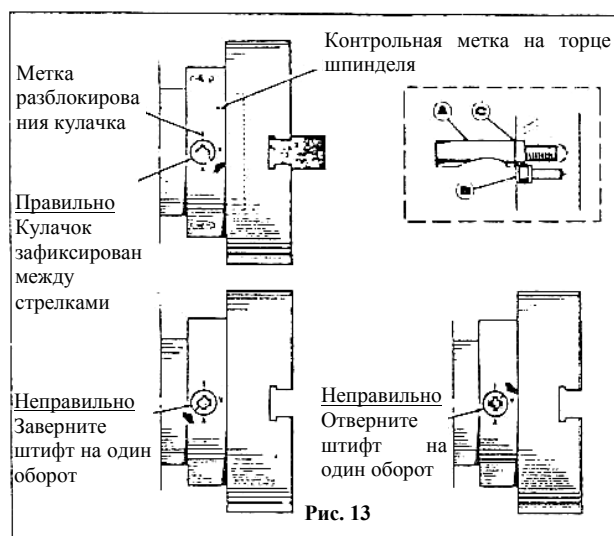 Контрольная метка на торце
шпинделя
Метка
разблокирова
ния кулачка
Правильно
Кулачок
зафиксирован
между
стрелками
A
C
B
Неправильно
Заверните
штифт на один
оборот
Неправильно
Отверните
штифт на
один оборот
Рис. 13